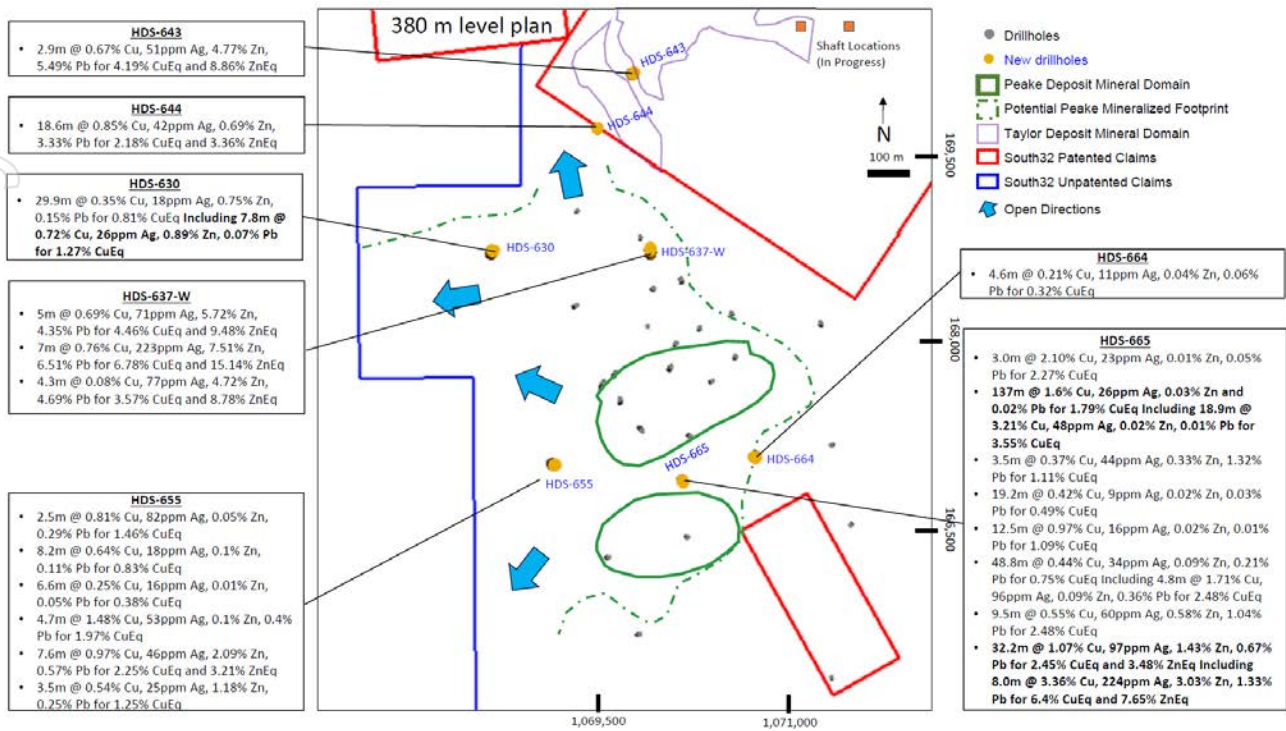 HDS-643
• 2.9m @ 0.67% Cu, 51ppm Ag, 4.77% Zn,
5.49% Pb for 4.19% CuEq and 8.86% ZnEq
HDS-644
• 18.6m @ 0.85% Cu, 42ppm Ag, 0.69% Zn,
3.33% Pb for 2.18% CuEq and 3.36% ZnEq
HDS-630
• 29.9m @ 0.35% Cu, 18ppm Ag, 0.75% Zn,
0.15% Pb for 0.81% CuEq Including 7.8m @
0.72% Cu, 26ppm Ag, 0.89% Zn, 0.07% Pb
for 1.27% CuEq
HDS-637-W
• 5m @ 0.69% Cu, 71ppm Ag, 5.72% Zn,
4.35% Pb for 4.46% CuEq and 9.48% ZnEq
• 7m @ 0.76% Cu, 223ppm Ag, 7.51% Zn,
6.51% Pb for 6.78% CuEq and 15.14% ZnEq
• 4.3m @ 0.08% Cu, 77ppm Ag, 4.72% Zn,
4.69% Pb for 3.57% CuEq and 8.78% ZnEq
HDS-655
• 2.5m @ 0.81% Cu, 82ppm Ag, 0.05% Zn,
0.29% Pb for 1.46% CuEq
• 8.2m @ 0.64% Cu, 18ppm Ag, 0.1% Zn,
0.11% Pb for 0.83% CuEq
• 6.6m @ 0.25% Cu, 16ppm Ag, 0.01% Zn,
0.05% Pb for 0.38% CuEq
• 4.7m @ 1.48% Cu, 53ppm Ag, 0.1% Zn, 0.4%
Pb for 1.97% CuEq
• 7.6m @ 0.97% Cu, 46ppm Ag, 2.09% Zn,
0.57% Pb for 2.25% CuEq and 3.21% ZnEq
• 3.5m @ 0.54% Cu, 25ppm Ag, 1.18% Zn,
0.25% Pb for 1.25% CuEq
380 m level plan
Shaft Locations
(In Progress)
HDS-643
HDS-644
N
100 m
HDS-630
HDS-637-W
HDS-655
HDS-665
HDS-664
169,500
168,000
166,500
1,069,500
1,071,000
Drillholes
New drillholes
Peake Deposit Mineral Domain
Potential Peake Mineralized Footprint
Taylor Deposit Mineral Domain
South32 Patented Claims
South32 Unpatented Claims
Open Directions
HDS-664
• 4.6m @ 0.21% Cu, 11ppm Ag, 0.04% Zn, 0.06%
Pb for 0.32% CuEq
HDS-665
• 3.0m @ 2.10% Cu, 23ppm Ag, 0.01% Zn, 0.05%
Pb for 2.27% CuEq
• 137m @ 1.6% Cu, 26ppm Ag, 0.03% Zn and
0.02% Pb for 1.79% CuEq Including 18.9m @
3.21% Cu, 48ppm Ag, 0.02% Zn, 0.01% Pb for
3.55% CuEq
• 3.5m @ 0.37% Cu, 44ppm Ag, 0.33% Zn, 1.32%
Pb for 1.11% CuEq
• 19.2m @ 0.42% Cu, 9ppm Ag, 0.02% Zn, 0.03%
Pb for 0.49% CuEq
• 12.5m @ 0.97% Cu, 16ppm Ag, 0.02% Zn, 0.01%
Pb for 1.09% CuEq
• 48.8m @ 0.44% Cu, 34ppm Ag, 0.09% Zn, 0.21%
Pb for 0.75% CuEq Including 4.8m @ 1.71% Cu,
96ppm Ag, 0.09% Zn, 0.36% Pb for 2.48% CuEq
• 9.5m @ 0.55% Cu, 60ppm Ag, 0.58% Zn, 1.04%
Pb for 2.48% CuEq
• 32.2m @ 1.07% Cu, 97ppm Ag, 1.43% Zn, 0.67%
Pb for 2.45% CuEq and 3.48% ZnEq Including
8.0m @ 3.36% Cu, 224ppm Ag, 3.03% Zn, 1.33%
Pb for 6.4% CuEq and 7.65% ZnEq